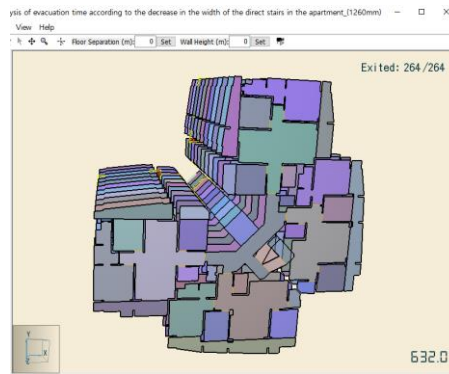 ysis of evacuation time according to the decrease in the width of the direct stairs in the apartment_(1260mm)
View Help
Floor Separation (m): 0 Set Wall Height (m): 0 Set
Exited: 264/264
Y
X
632.0